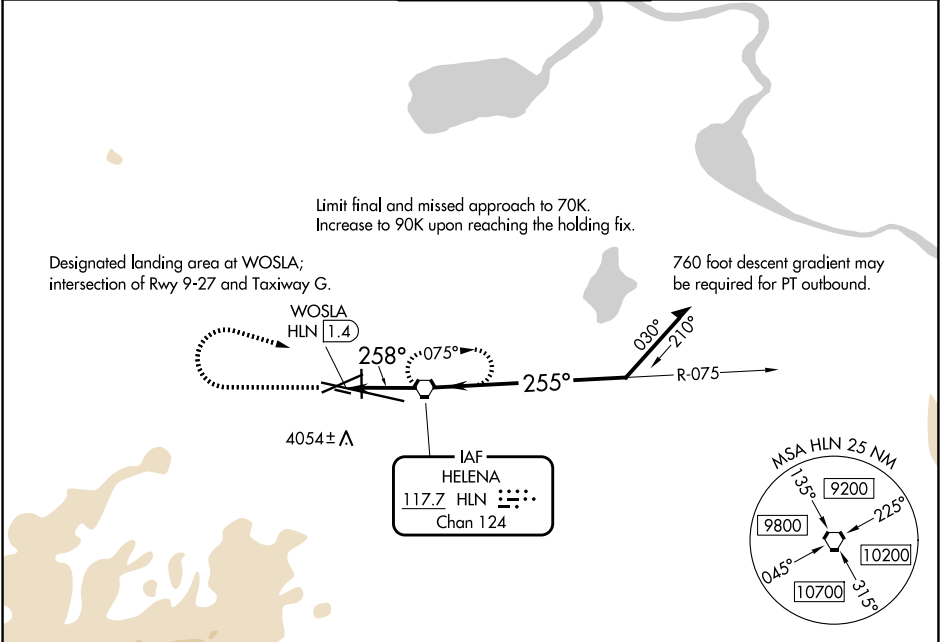 Limit final and missed approach to 70K.
Increase to 90K upon reaching the holding fix.
Designated landing area at WOSLA;
intersection of Rwy 9-27 and Taxiway G.
760 foot descent gradient may
be required for PT outbound.
WOSLA
HLN 1.4
258°
075°
255°
030°
210°
R-075
4054±
IAF
HELENA
117.7 HLN
Chan 124
MSA HLN 25 NM
135°
9200
225°
9800
10200
045°
10700
315°